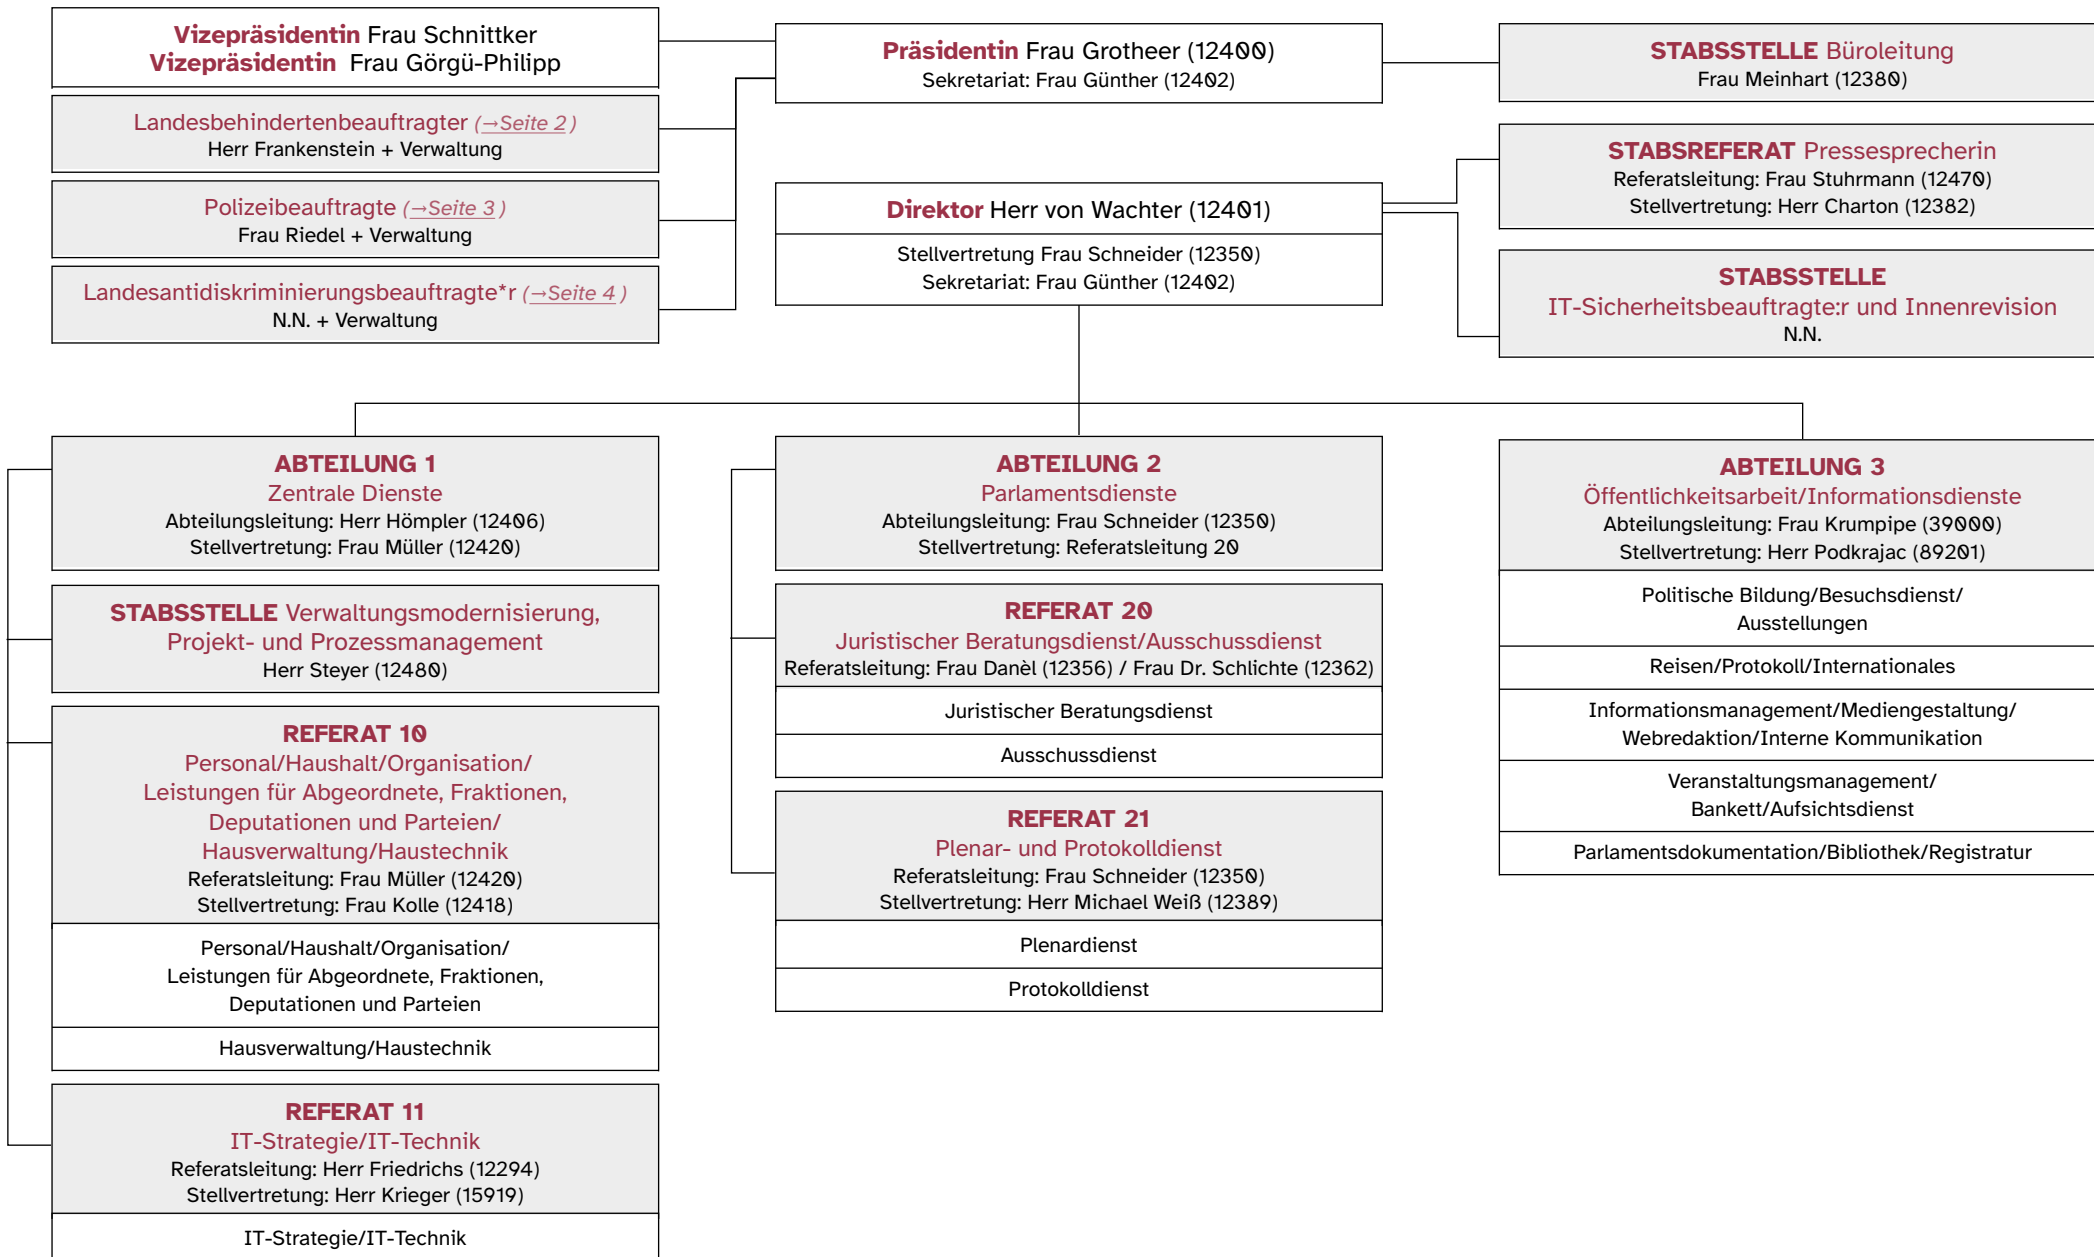 Vizepräsidentin Frau Schnittker
Vizepräsidentin Frau Görgü-Philipp
Landesbehindertenbeauftragter (→Seite 2)
Herr Frankenstein + Verwaltung
Polizeibeauftragte (→Seite 3)
Frau Riedel + Verwaltung
Landesantidiskriminierungsbeauftragte*r (→Seite 4)
N.N. + Verwaltung
Präsidentin Frau Grotheer (12400)
Sekretariat: Frau Günther (12402)
Direktor Herr von Wachter (12401)
Stellvertretung Frau Schneider (12350)
Sekretariat: Frau Günther (12402)
STABSSTELLE Büroleitung
Frau Meinhart (12380)
STABSREFERAT Pressesprecherin
Referatsleitung: Frau Stuhrmann (12470)
Stellvertretung: Herr Charton (12382)
STABSSTELLE
IT-Sicherheitsbeauftragte:r und Innenrevision
N.N.
ABTEILUNG 1
Zentrale Dienste
Abteilungsleitung: Herr Hömpler (12406)
Stellvertretung: Frau Müller (12420)
STABSSTELLE Verwaltungsmodernisierung,
Projekt- und Prozessmanagement
Herr Steyer (12480)
REFERAT 10
Personal/Haushalt/Organisation/
Leistungen für Abgeordnete, Fraktionen,
Deputationen und Parteien/
Hausverwaltung/Haustechnik
Referatsleitung: Frau Müller (12420)
Stellvertretung: Frau Kolle (12418)
Personal/Haushalt/Organisation/
Leistungen für Abgeordnete, Fraktionen,
Deputationen und Parteien
Hausverwaltung/Haustechnik
REFERAT 11
IT-Strategie/IT-Technik
Referatsleitung: Herr Friedrichs (12294)
Stellvertretung: Herr Krieger (15919)
IT-Strategie/IT-Technik
ABTEILUNG 2
Parlamentsdienste
Abteilungsleitung: Frau Schneider (12350)
Stellvertretung: Referatsleitung 20
REFERAT 20
Juristischer Beratungsdienst/Ausschussdienst
Referatsleitung: Frau Danèl (12356) / Frau Dr. Schlichte (12362)
Juristischer Beratungsdienst
Ausschussdienst
REFERAT 21
Plenar- und Protokolldienst
Referatsleitung: Frau Schneider (12350)
Stellvertretung: Herr Michael Weiß (12389)
Plenardienst
Protokolldienst
ABTEILUNG 3
Öffentlichkeitsarbeit/Informationsdienste
Abteilungsleitung: Frau Krumpipe (39000)
Stellvertretung: Herr Podkrajac (89201)
Politische Bildung/Besuchsdienst/
Ausstellungen
Reisen/Protokoll/Internationales
Informationsmanagement/Mediengestaltung/
Webredaktion/Interne Kommunikation
Veranstaltungsmanagement/
Bankett/Aufsichtsdienst
Parlamentsdokumentation/Bibliothek/Registratur